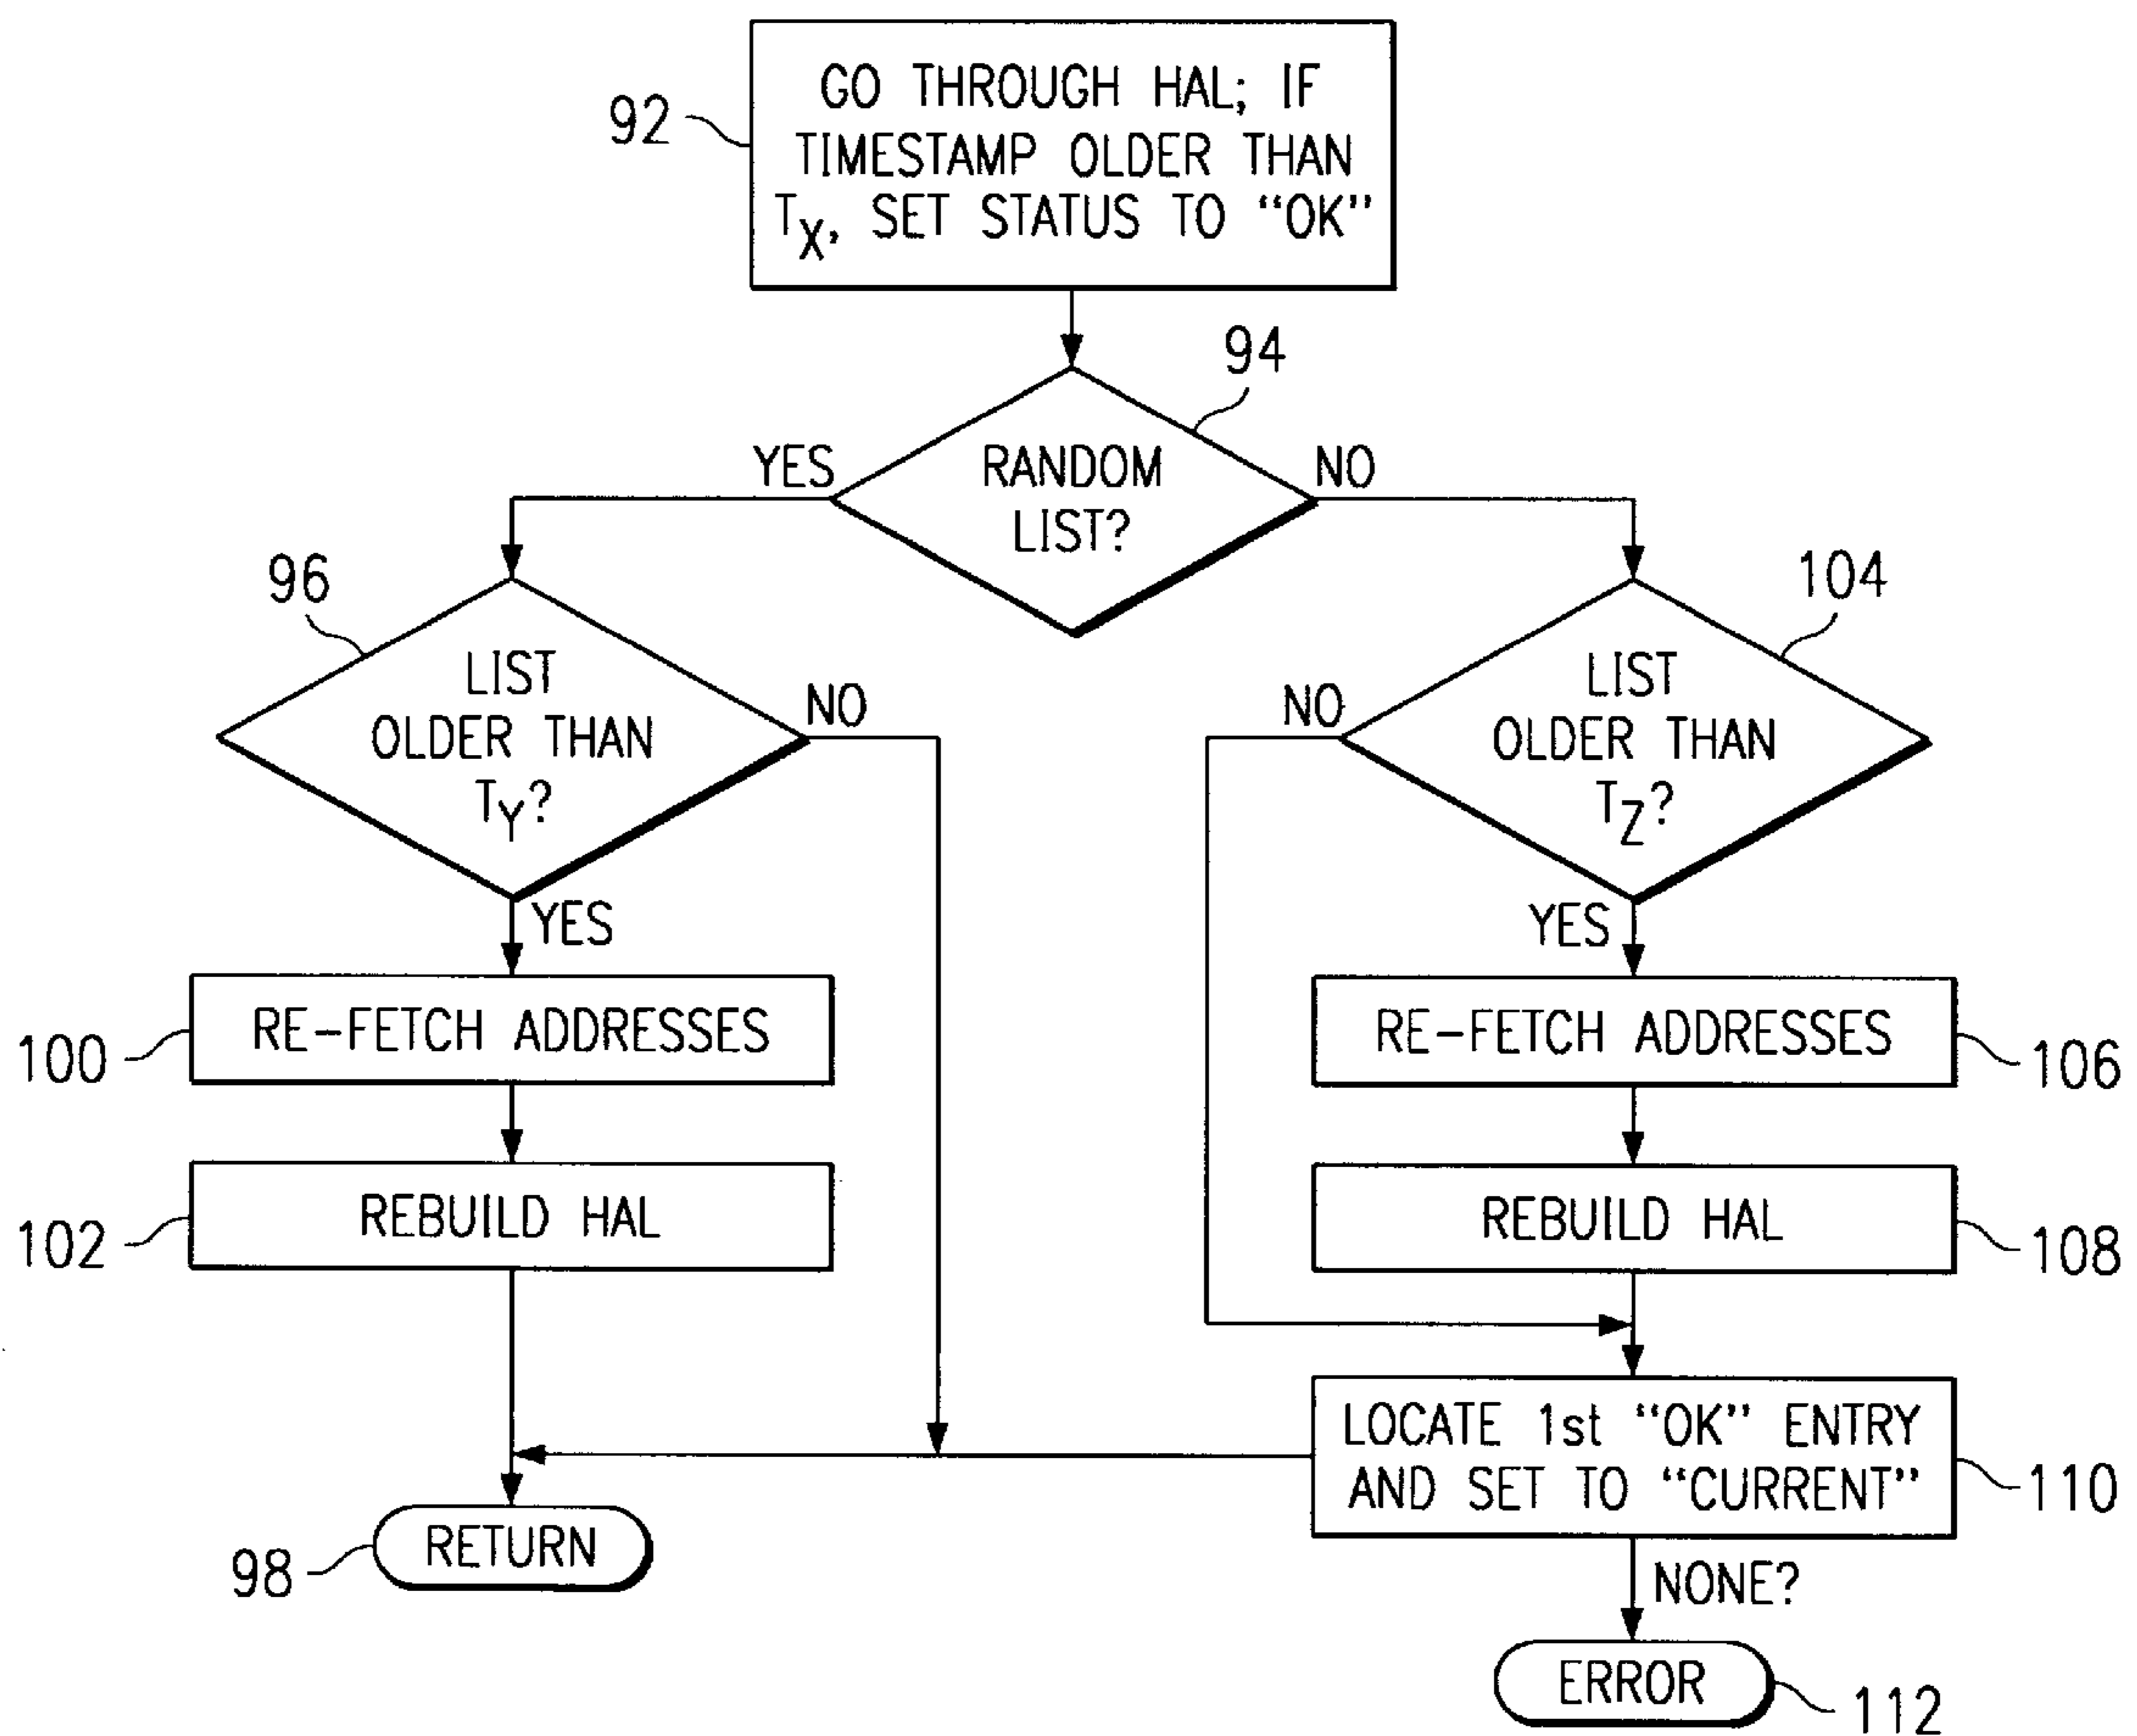 92
GO THROUGH HAL; IF
TIMESTAMP OLDER THAN
TX, SET STATUS TO “OK”
94
YES
RANDOM
LIST?
NO
96
LIST
OLDER THAN
TY?
NO
YES
104
NO
LIST
OLDER THAN
TZ?
YES
100
RE-FETCH ADDRESSES
RE-FETCH ADDRESSES
106
102
REBUILD HAL
REBUILD HAL
108
LOCATE 1st “OK” ENTRY
AND SET TO “CURRENT”
110
98
RETURN
NONE?
ERROR
112